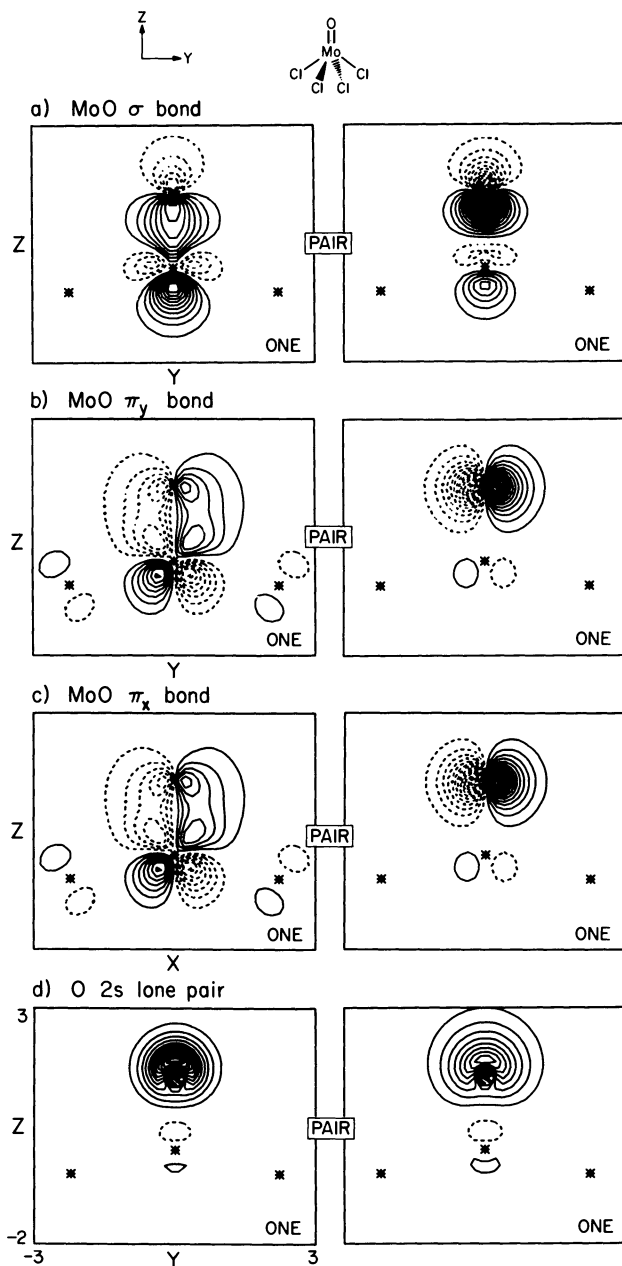 Z
Y
O
Mo
Cl Cl
Cl Cl
a) MoO σ bond
Z
PAIR
ONE
ONE
Y
b) MoO πy bond
Z
PAIR
ONE
ONE
Y
c) MoO πx bond
Z
PAIR
ONE
ONE
X
d) O 2s lone pair
3
Z
PAIR
ONE
ONE
-2
-3
Y
3